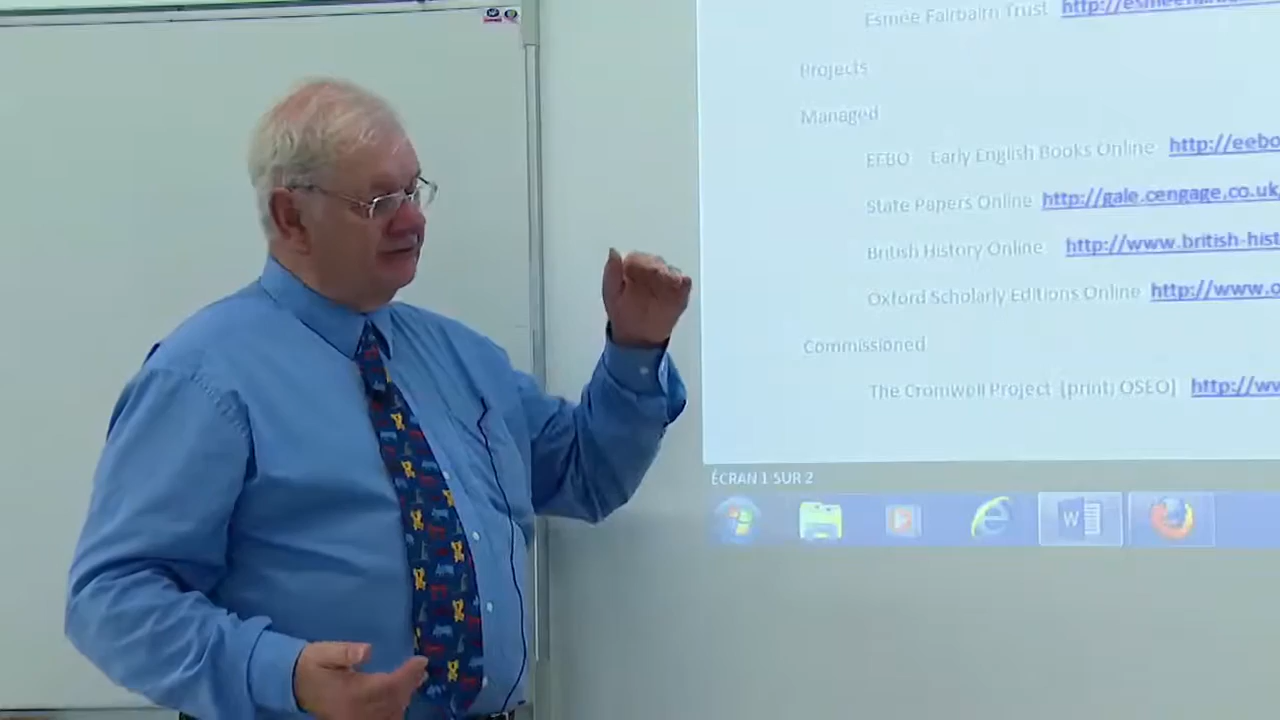 Esmée Fairbairn Trust http://esmeefairb
Projects
Managed
EEBO Early English Books Online http://eebo
State Papers Online http://gale.cengage.co.uk
British History Online http://www.british-hist
Oxford Scholarly Editions Online http://www.o
Commissioned
The Cromwell Project [print; OSEO] http://ww
ÉCRAN 1 SUR 2
W